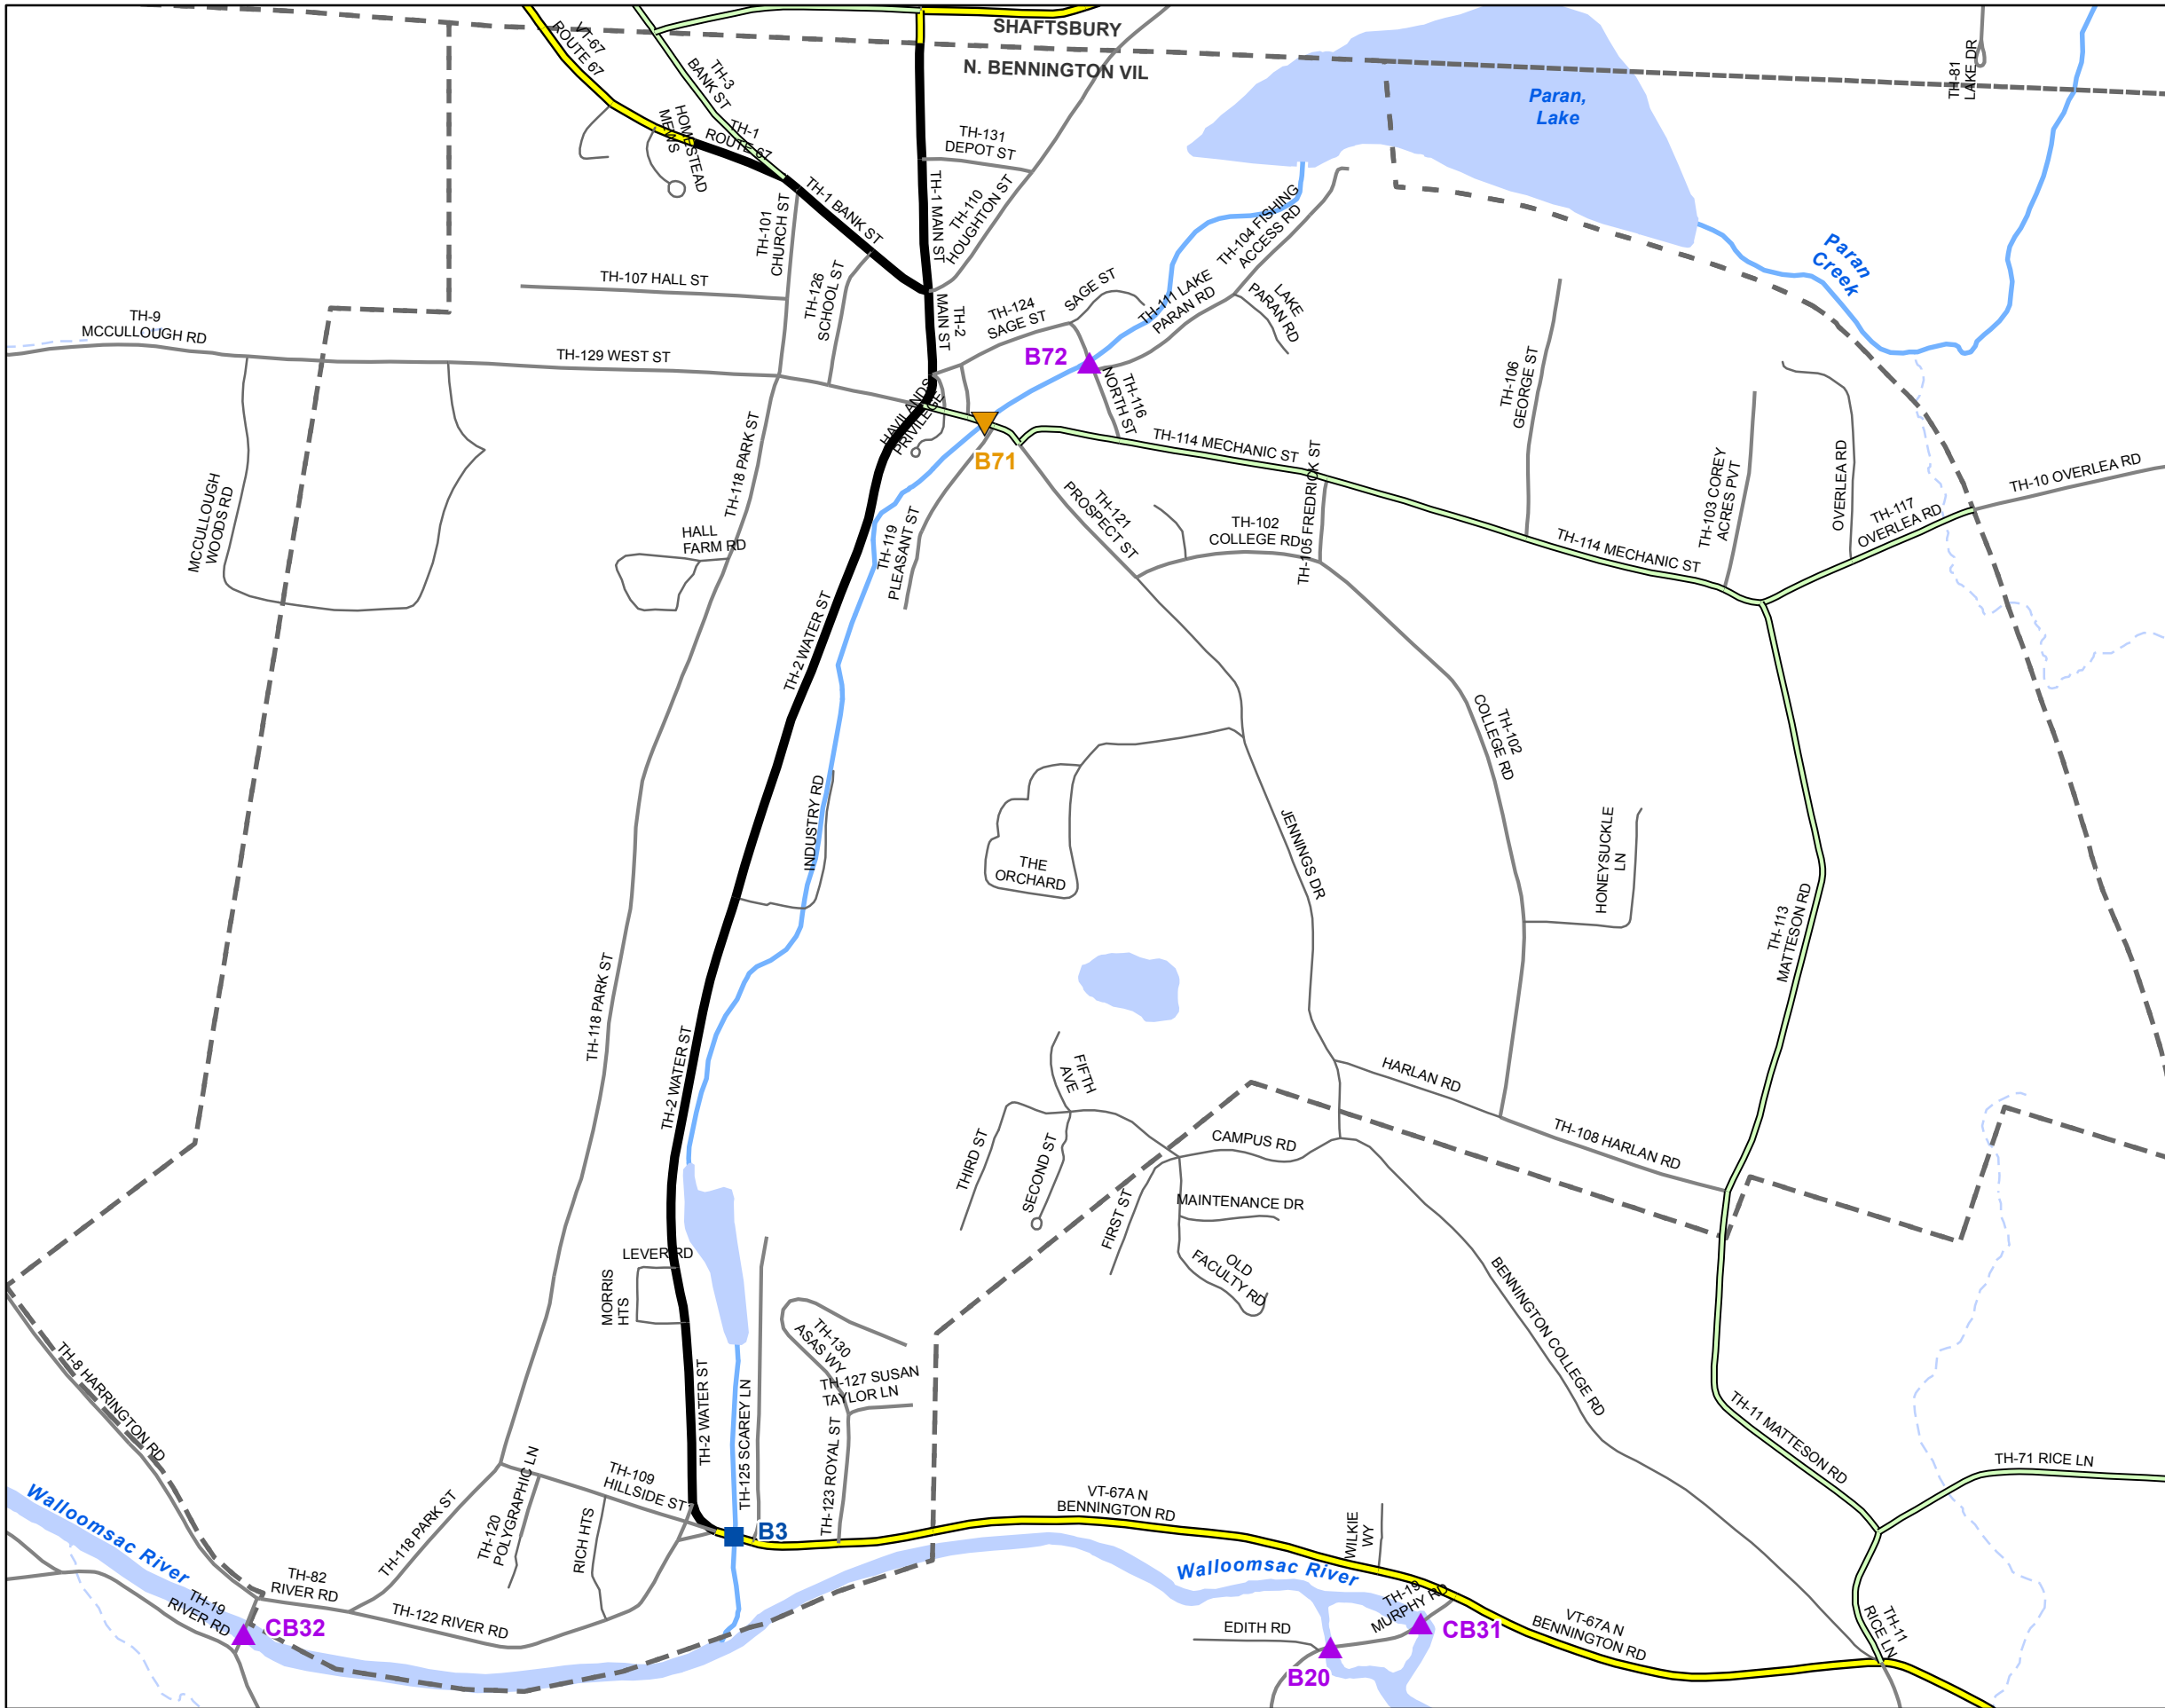 SHAFTSBURY
N. BENNINGTON VIL
VT-67
ROUTE 67
TH-3
BANK ST
TH-1
ROUTE 67
HOMESTEAD
MEWS
TH-131
DEPOT ST
TH-110
HOUGHTON ST
TH-1 MAIN ST
TH-1 BANK ST
TH-101
CHURCH ST
TH-107 HALL ST
TH-126
SCHOOL ST
TH-2
MAIN ST
TH-124
SAGE ST
SAGE ST
TH-104 FISHING
ACCESS RD
TH-111 LAKE
PARAN RD
LAKE
PARAN RD
Paran,
Lake
TH-81
LAKE DR
Paran
Creek
TH-9
MCCULLOUGH RD
TH-129 WEST ST
B72
TH-116
NORTH ST
HAVILANDS
PRIVILEGE
B71
TH-114 MECHANIC ST
TH-106
GEORGE ST
TH-103 COREY
ACRES PVT
OVERLEA RD
TH-117
OVERLEA RD
TH-10 OVERLEA RD
MCCULLOUGH
WOODS RD
TH-118 PARK ST
HALL
FARM RD
TH-119
PLEASANT ST
TH-121
PROSPECT ST
TH-102
COLLEGE RD
TH-105 FREDRICK ST
TH-114 MECHANIC ST
TH-2 WATER ST
TH-102
COLLEGE RD
INDUSTRY RD
THE
ORCHARD
JENNINGS DR
HONEYSUCKLE
LN
TH-113
MATTESON RD
TH-118 PARK ST
TH-2 WATER ST
FIFTH
AVE
HARLAN RD
TH-108 HARLAN RD
THIRD ST
SECOND ST
CAMPUS RD
FIRST ST
MAINTENANCE DR
OLD
FACULTY RD
LEVER RD
MORRIS
HTS
TH-130
ASAS WY
TH-127 SUSAN
TAYLOR LN
BENNINGTON COLLEGE RD
TH-8 HARRINGTON RD
TH-2 WATER ST
TH-125 SCAREY LN
TH-123 ROYAL ST
TH-11 MATTESON RD
TH-71 RICE LN
TH-109
HILLSIDE ST
TH-120
POLYGRAPHIC LN
TH-118 PARK ST
RICH HTS
B3
VT-67A N
BENNINGTON RD
WILKIE
WY
Walloomsac River
Walloomsac River
TH-82
RIVER RD
TH-19
RIVER RD
CB32
TH-122 RIVER RD
TH-19
MURPHY RD
EDITH RD
CB31
B20
VT-67A N
BENNINGTON RD
TH-11
RICE LN